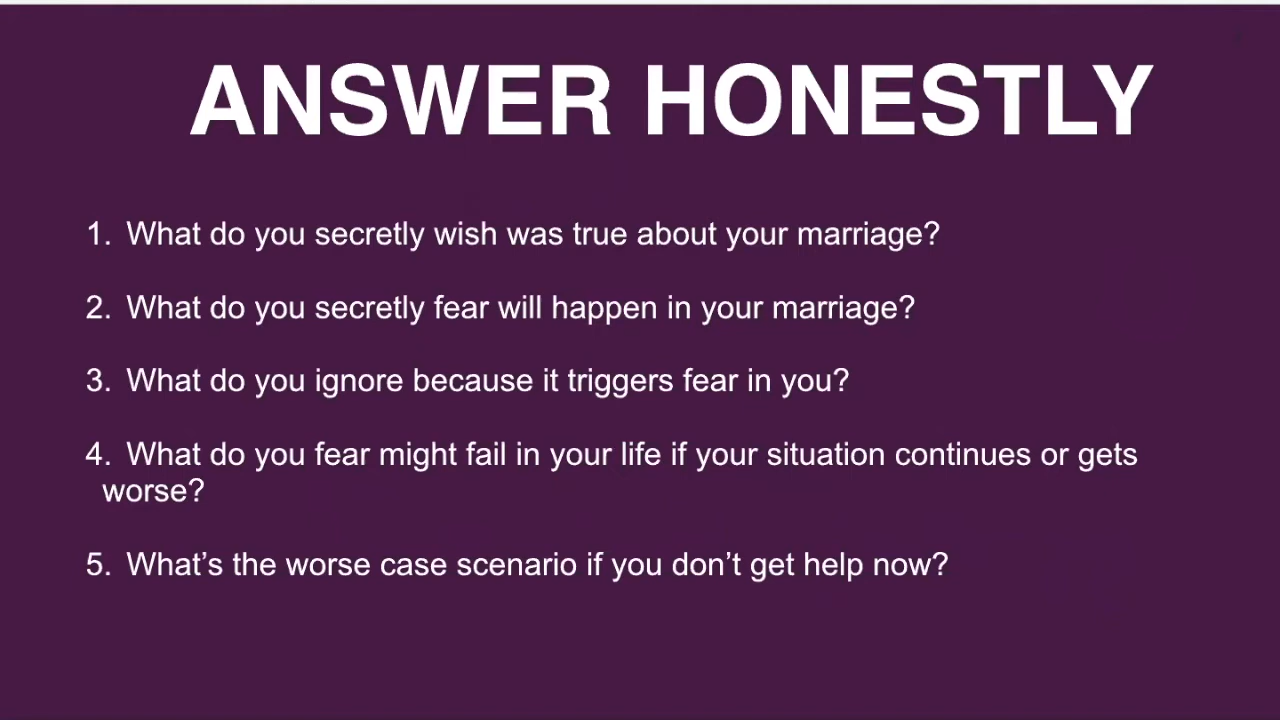 ANSWER HONESTLY
1. What do you secretly wish was true about your marriage?
2. What do you secretly fear will happen in your marriage?
3. What do you ignore because it triggers fear in you?
4. What do you fear might fail in your life if your situation continues or gets
worse?
5. What’s the worse case scenario if you don’t get help now?